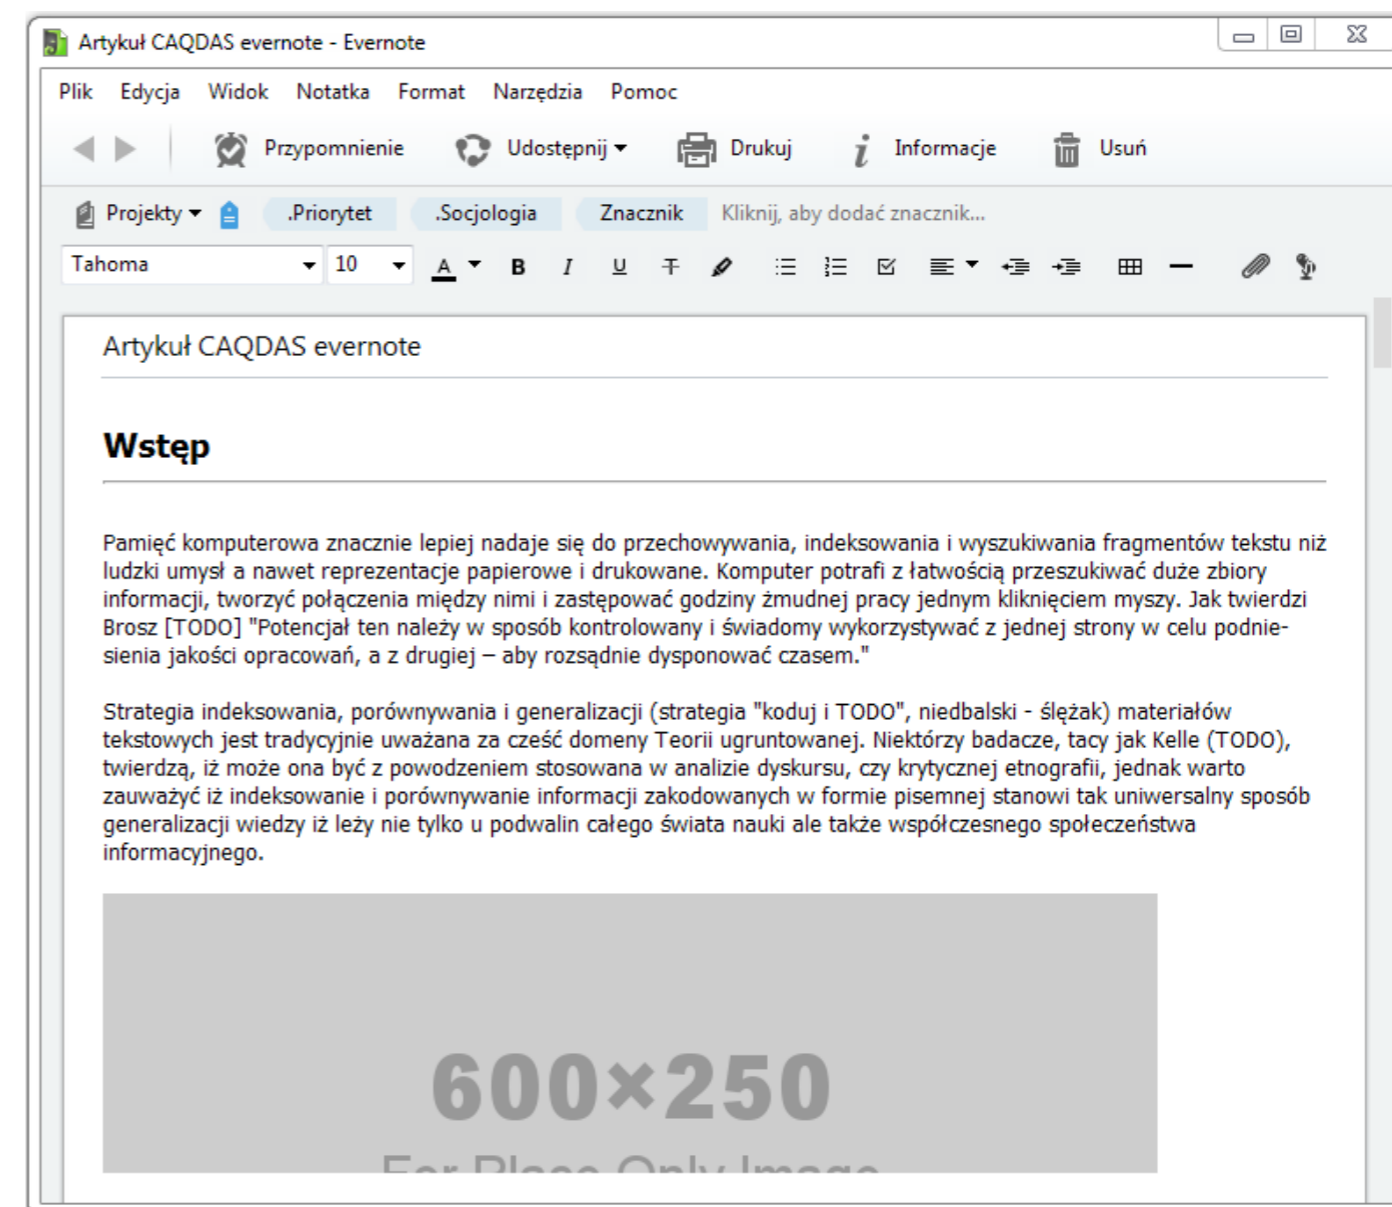 Artykuł CAQDAS evernote - Evernote
Plik Edycja Widok Notatka Format Narzędzia Pomoc
Przypomnienie Udostępnij Drukuj Informacje Usuń
Projekty .Priorytet .Socjologia Znacznik Kliknij, aby dodać znacznik...
Tahoma 10 A B I U T
Artykuł CAQDAS evernote
Wstęp
Pamięć komputerowa znacznie lepiej nadaje się do przechowywania, indeksowania i wyszukiwania fragmentów tekstu niż
ludzki umysł a nawet reprezentacje papierowe i drukowane. Komputer potrafi z łatwością przeszukiwać duże zbiory
informacji, tworzyć połączenia między nimi i zastępować godziny żmudnej pracy jednym kliknięciem myszy. Jak twierdzi
Brosz [TODO] "Potencjał ten należy w sposób kontrolowany i świadomy wykorzystywać z jednej strony w celu podnie-
sienia jakości opracowań, a z drugiej – aby rozsądnie dysponować czasem."
Strategia indeksowania, porównywania i generalizacji (strategia "koduj i TODO", niedbalski - ślężak) materiałów
tekstowych jest tradycyjnie uważana za cześć domeny Teorii ugruntowanej. Niektórzy badacze, tacy jak Kelle (TODO),
twierdzą, iż może ona być z powodzeniem stosowana w analizie dyskursu, czy krytycznej etnografii, jednak warto
zauważyć iż indeksowanie i porównywanie informacji zakodowanych w formie pisemnej stanowi tak uniwersalny sposób
generalizacji wiedzy iż leży nie tylko u podwalin całego świata nauki ale także współczesnego społeczeństwa
informacyjnego.
600×250
For Place Only Image